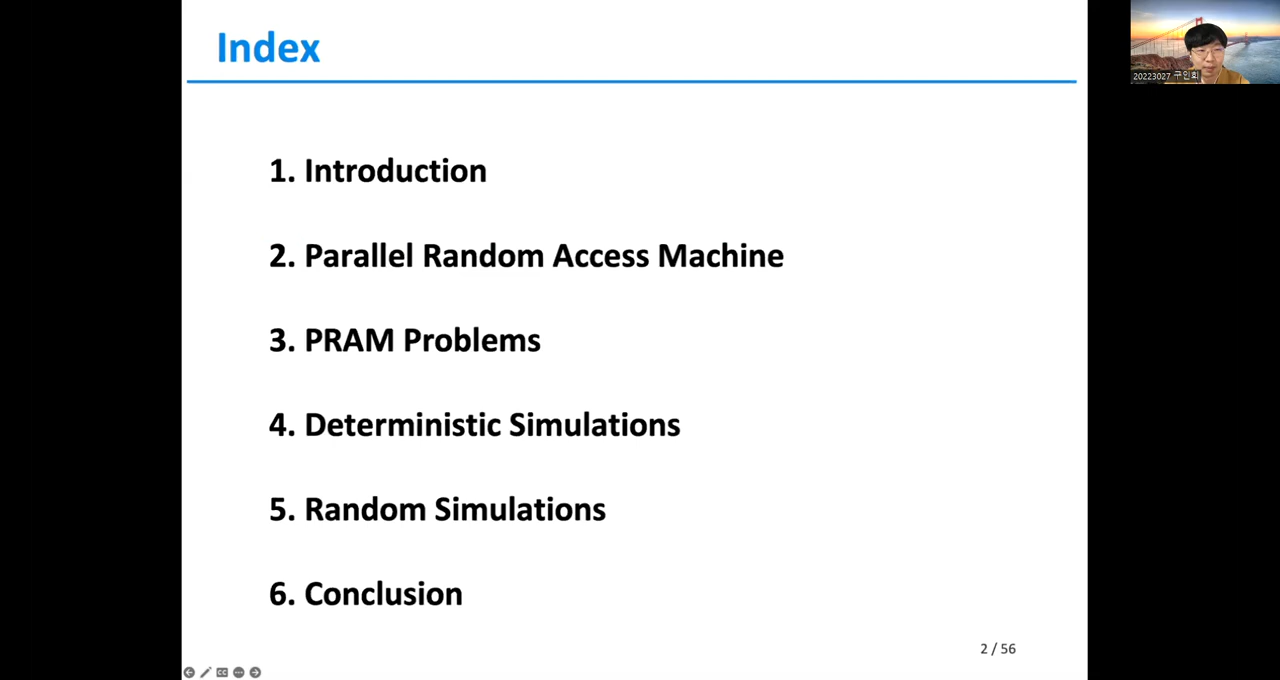 Index
1. Introduction
2. Parallel Random Access Machine
3. PRAM Problems
4. Deterministic Simulations
5. Random Simulations
6. Conclusion
2 / 56
20223027 구인회